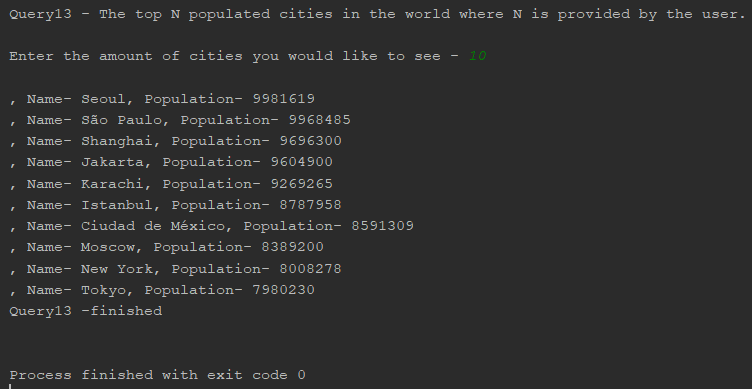 Query13 - The top N populated cities in the world where N is provided by the user.
Enter the amount of cities you would like to see - 10
, Name- Seoul, Population- 9981619
, Name- São Paulo, Population- 9968485
, Name- Shanghai, Population- 9696300
, Name- Jakarta, Population- 9604900
, Name- Karachi, Population- 9269265
, Name- Istanbul, Population- 8787958
, Name- Ciudad de México, Population- 8591309
, Name- Moscow, Population- 8389200
, Name- New York, Population- 8008278
, Name- Tokyo, Population- 7980230
Query13 -finished
Process finished with exit code 0